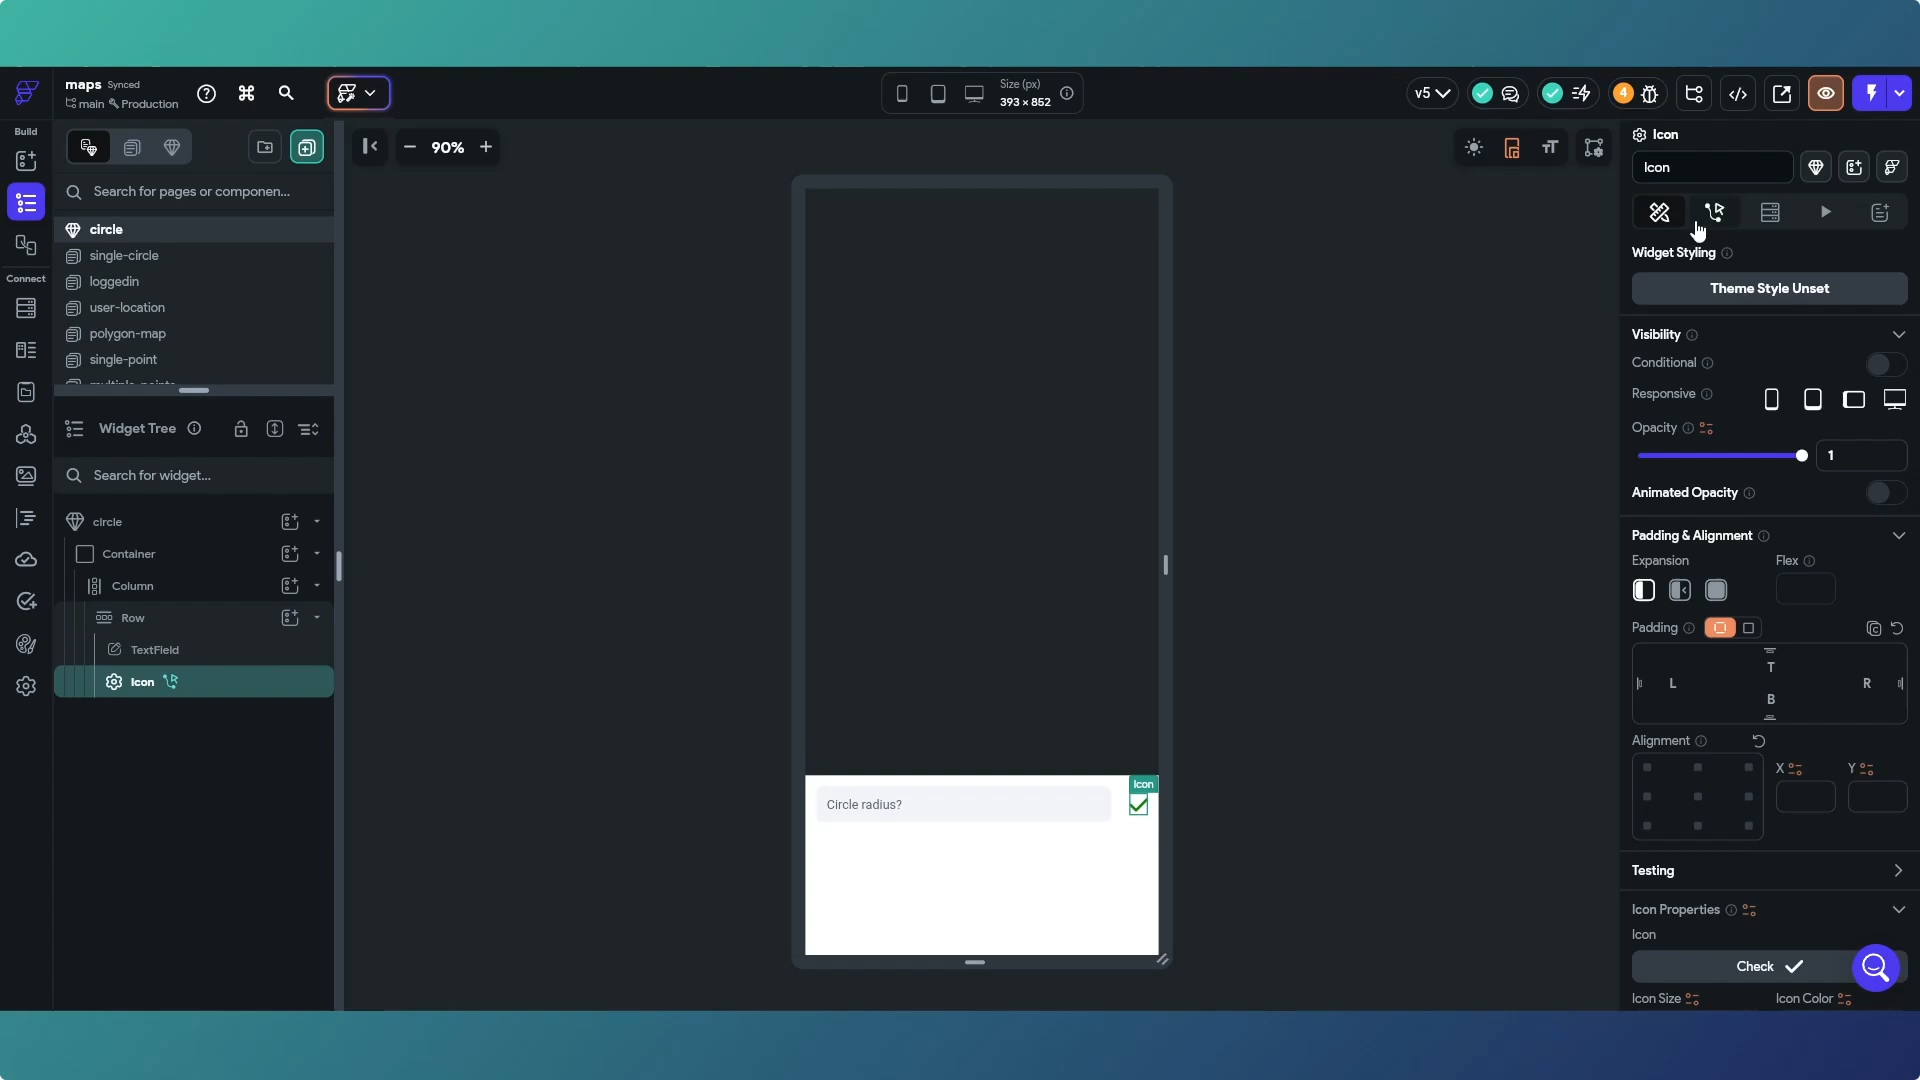 maps Synced
main Production
Size (px)
393 × 852
v5
4
Build
Connect
90%
Search for pages or componen...
circle
single-circle
loggedin
user-location
polygon-map
single-point
Widget Tree
Search for widget...
circle
Container
Column
Row
TextField
Icon
Icon
Circle radius?
Icon
Icon
Widget Styling
Theme Style Unset
Visibility
Conditional
Responsive
Opacity
1
Animated Opacity
Padding & Alignment
Expansion
Flex
Padding
T
L
R
B
Alignment
X
Y
Testing
Icon Properties
Icon
Check
Icon Size
Icon Color